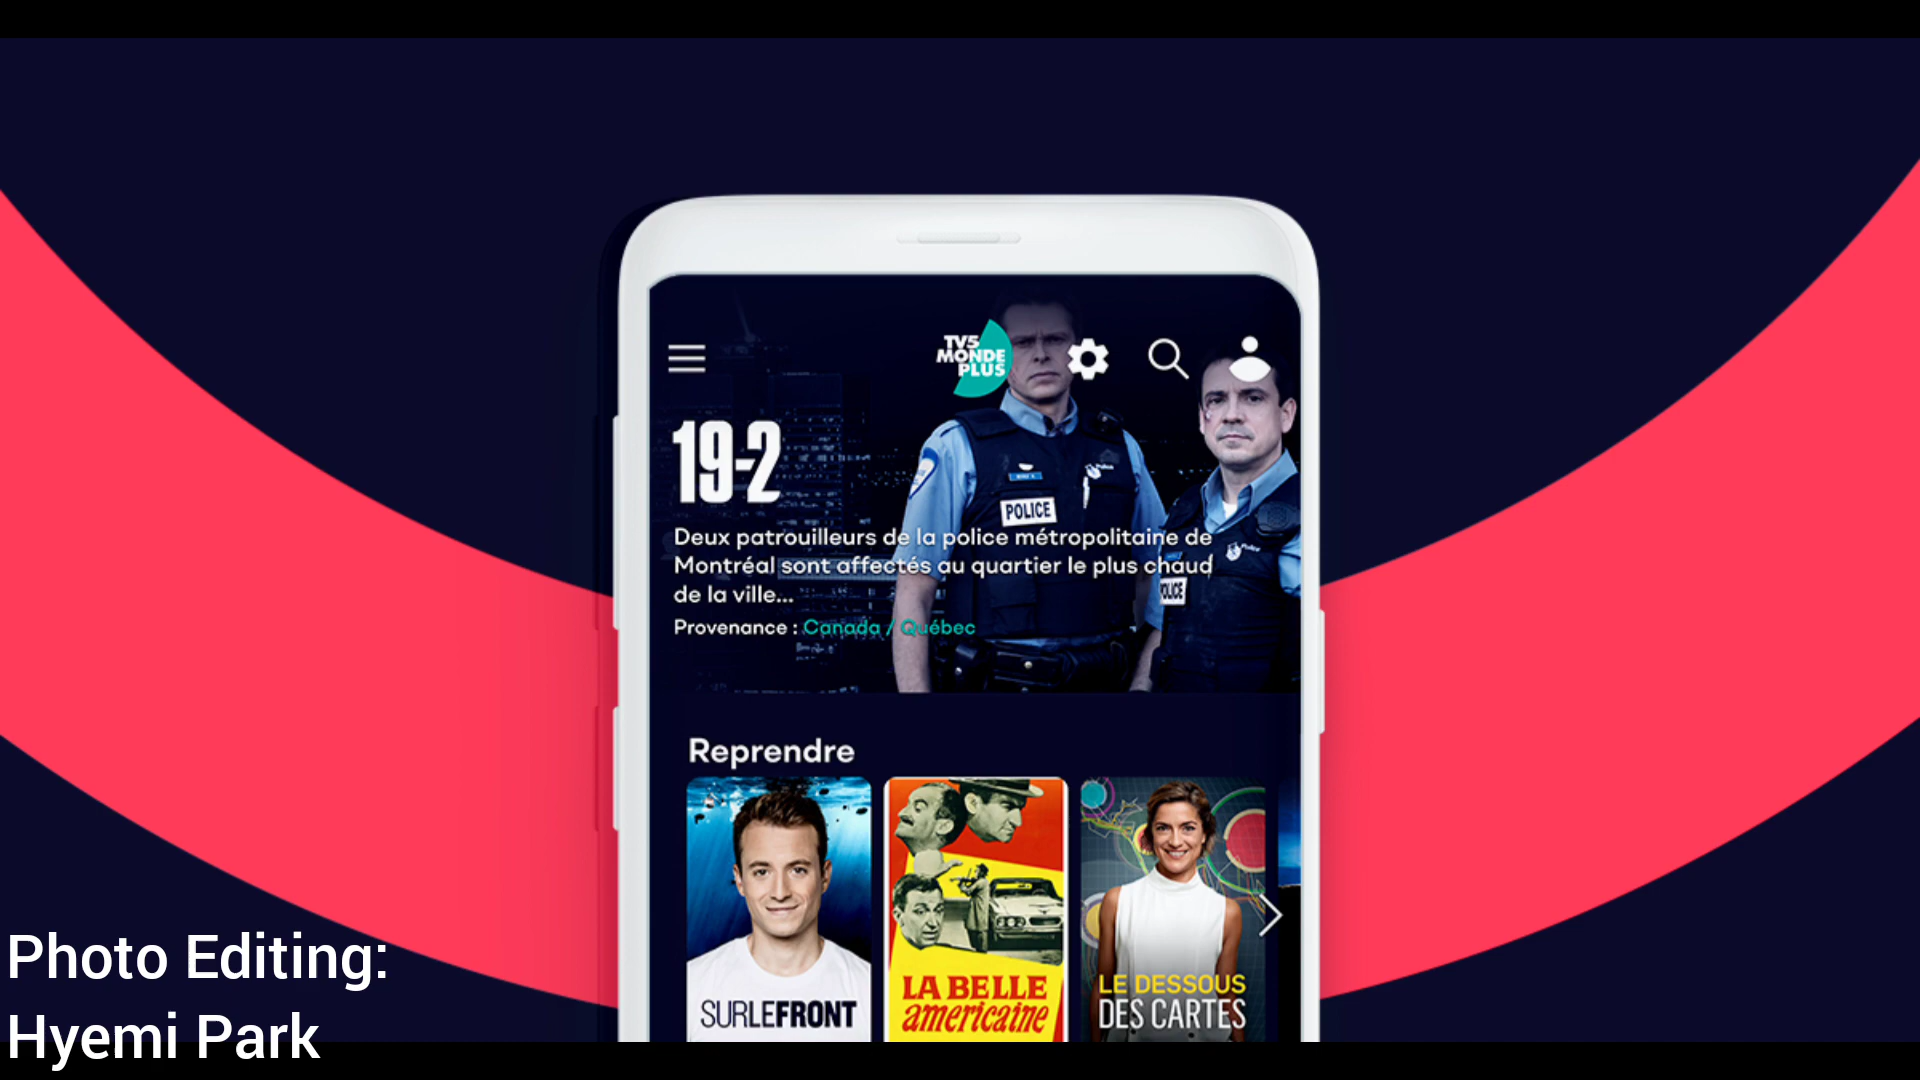 TV5
MONDE
PLUS
19-2
POLICE
Deux patrouilleurs de la police métropolitaine de
Montréal sont affectés au quartier le plus chaud
de la ville...
Provenance : Canada / Québec
Reprendre
SURLEFRONT
LA BELLE
americaine
LE DESSOUS
DES CARTES
Photo Editing:
Hyemi Park